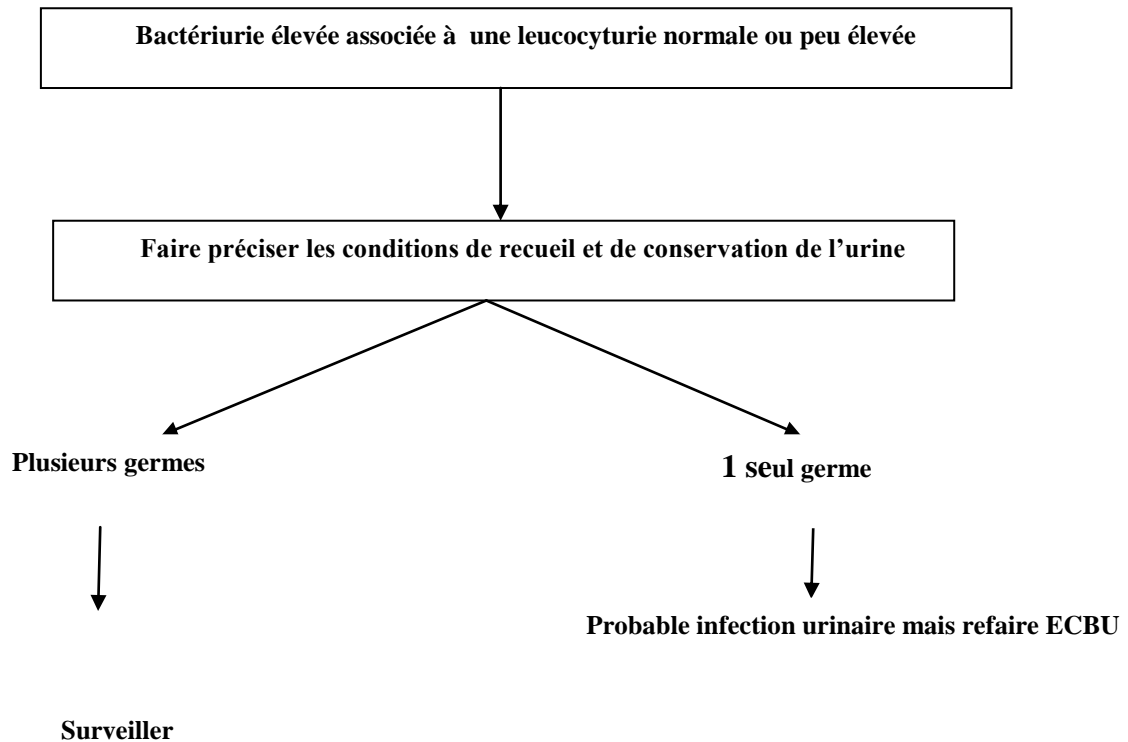 Bactériurie élevée associée à une leucocyturie normale ou peu élevée
Faire préciser les conditions de recueil et de conservation de l’urine
Plusieurs germes
1 seul germe
Probable infection urinaire mais refaire ECBU
Surveiller